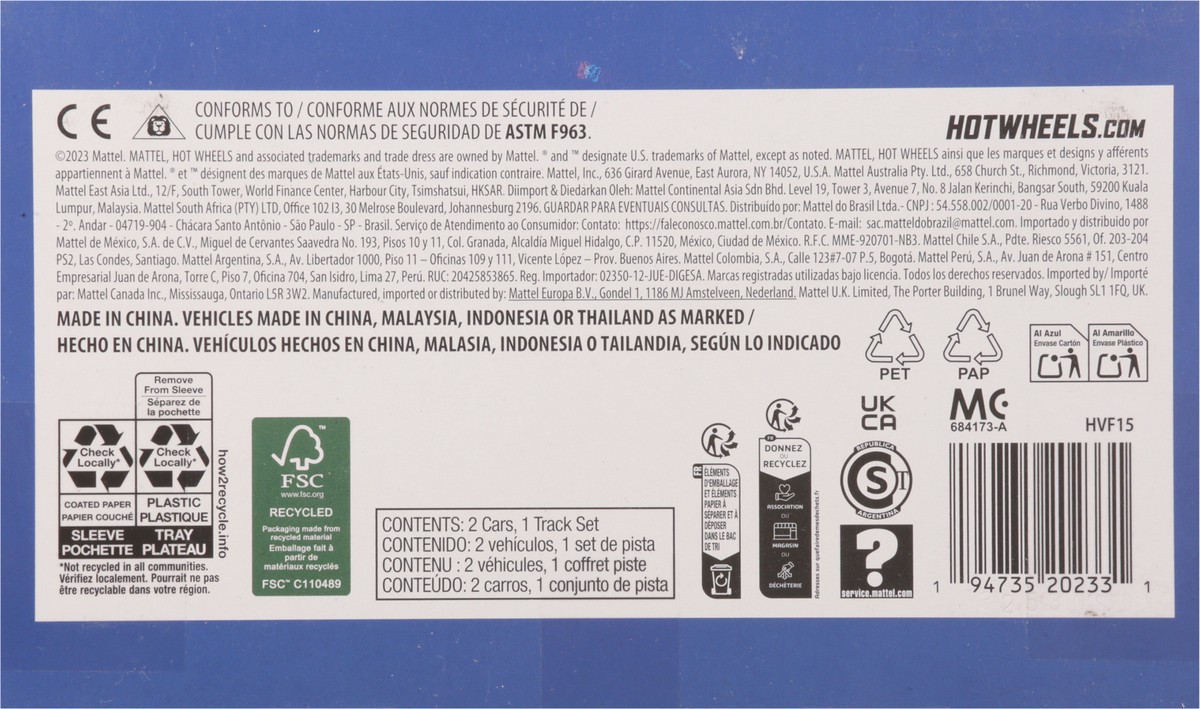 CE
CONFORMS TO / CONFORME AUX NORMES DE SÉCURITÉ DE /
CUMPLE CON LAS NORMAS DE SEGURIDAD DE ASTM F963.
HOTWHEELS.COM
©2023 Mattel. MATTEL, HOT WHEELS and associated trademarks and trade dress are owned by Mattel. ® and ™ designate U.S. trademarks of Mattel, except as noted. MATTEL, HOT WHEELS ainsi que les marques et designs y afférents
appartiennent à Mattel. ® et ™ désignent des marques de Mattel aux États-Unis, sauf indication contraire. Mattel, Inc., 636 Girard Avenue, East Aurora, NY 14052, U.S.A. Mattel Australia Pty. Ltd., 658 Church St., Richmond, Victoria, 3121.
Mattel East Asia Ltd., 12/F, South Tower, World Finance Center, Harbour City, Tsimshatsui, HKSAR. Diimport & Diedarkan Oleh: Mattel Continental Asia Sdn Bhd. Level 19, Tower 3, Avenue 7, No. 8 Jalan Kerinchi, Bangsar South, 59200 Kuala
Lumpur, Malaysia. Mattel South Africa (PTY) LTD, Office 102 I3, 30 Melrose Boulevard, Johannesburg 2196. GUARDAR PARA EVENTUAIS CONSULTAS. Distribuído por: Mattel do Brasil Ltda.- CNPJ : 54.558.002/0001-20 - Rua Verbo Divino, 1488
- 2º. Andar - 04719-904 - Chácara Santo Antônio - São Paulo - SP - Brasil. Serviço de Atendimento ao Consumidor: Contato: https://faleconosco.mattel.com.br/Contato. E-mail: sac.matteldobrazil@mattel.com. Importado y distribuido por
Mattel de México, S.A. de C.V., Miguel de Cervantes Saavedra No. 193, Pisos 10 y 11, Col. Granada, Alcaldía Miguel Hidalgo, C.P. 11520, México, Ciudad de México. R.F.C. MME-920701-NB3. Mattel Chile S.A., Pdte. Riesco 5561, Of. 203-204
PS2, Las Condes, Santiago. Mattel Argentina, S.A., Av. Libertador 1000, Piso 11 – Oficinas 109 y 111, Vicente López – Prov. Buenos Aires. Mattel Colombia, S.A., Calle 123#7-07 P.5, Bogotá. Mattel Perú, S.A., Av. Juan de Arona # 151, Centro
Empresarial Juan de Arona, Torre C, Piso 7, Oficina 704, San Isidro, Lima 27, Perú. RUC: 20425853865. Reg. Importador: 02350-12-JUE-DIGESA. Marcas registradas utilizadas bajo licencia. Todos los derechos reservados. Imported by/ Importé
par: Mattel Canada Inc., Mississauga, Ontario L5R 3W2. Manufactured, imported or distributed by: Mattel Europa B.V., Gondel 1, 1186 MJ Amstelveen, Nederland. Mattel U.K. Limited, The Porter Building, 1 Brunel Way, Slough SL1 1FQ, UK.
MADE IN CHINA. VEHICLES MADE IN CHINA, MALAYSIA, INDONESIA OR THAILAND AS MARKED /
HECHO EN CHINA. VEHÍCULOS HECHOS EN CHINA, MALASIA, INDONESIA O TAILANDIA, SEGÚN LO INDICADO
PET
PAP
Al Azul
Envase Cartón
Al Amarillo
Envase Plástico
Remove
From Sleeve
Séparez de
la pochette
Check
Locally*
Check
Locally*
COATED PAPER
PAPIER COUCHÉ
PLASTIC
PLASTIQUE
SLEEVE
POCHETTE
TRAY
PLATEAU
how2recycle.info
*Not recycled in all communities.
Vérifiez localement. Pourrait ne pas
être recyclable dans votre région.
FSC
www.fsc.org
RECYCLED
Packaging made from
recycled material
Emballage fait à
partir de
matériaux recyclés
FSC™ C110489
CONTENTS: 2 Cars, 1 Track Set
CONTENIDO: 2 vehículos, 1 set de pista
CONTENU : 2 véhicules, 1 coffret piste
CONTEÚDO: 2 carros, 1 conjunto de pista
FR
ÉLÉMENTS
D'EMBALLAGE
ET ÉLÉMENTS
PAPIER À
SÉPARER ET À
DÉPOSER
DANS LE BAC
DE TRI
FR
DONNEZ
OU
RECYCLEZ
ASSOCIATION
OU
MAGASIN
OU
DÉCHÈTERIE
Adresses sur quefairedemesdechets.fr
UK
CA
REPUBLICA
S
ARGENTINA
?
service.mattel.com
MC
684173-A
HVF15
1 94735 20233 1